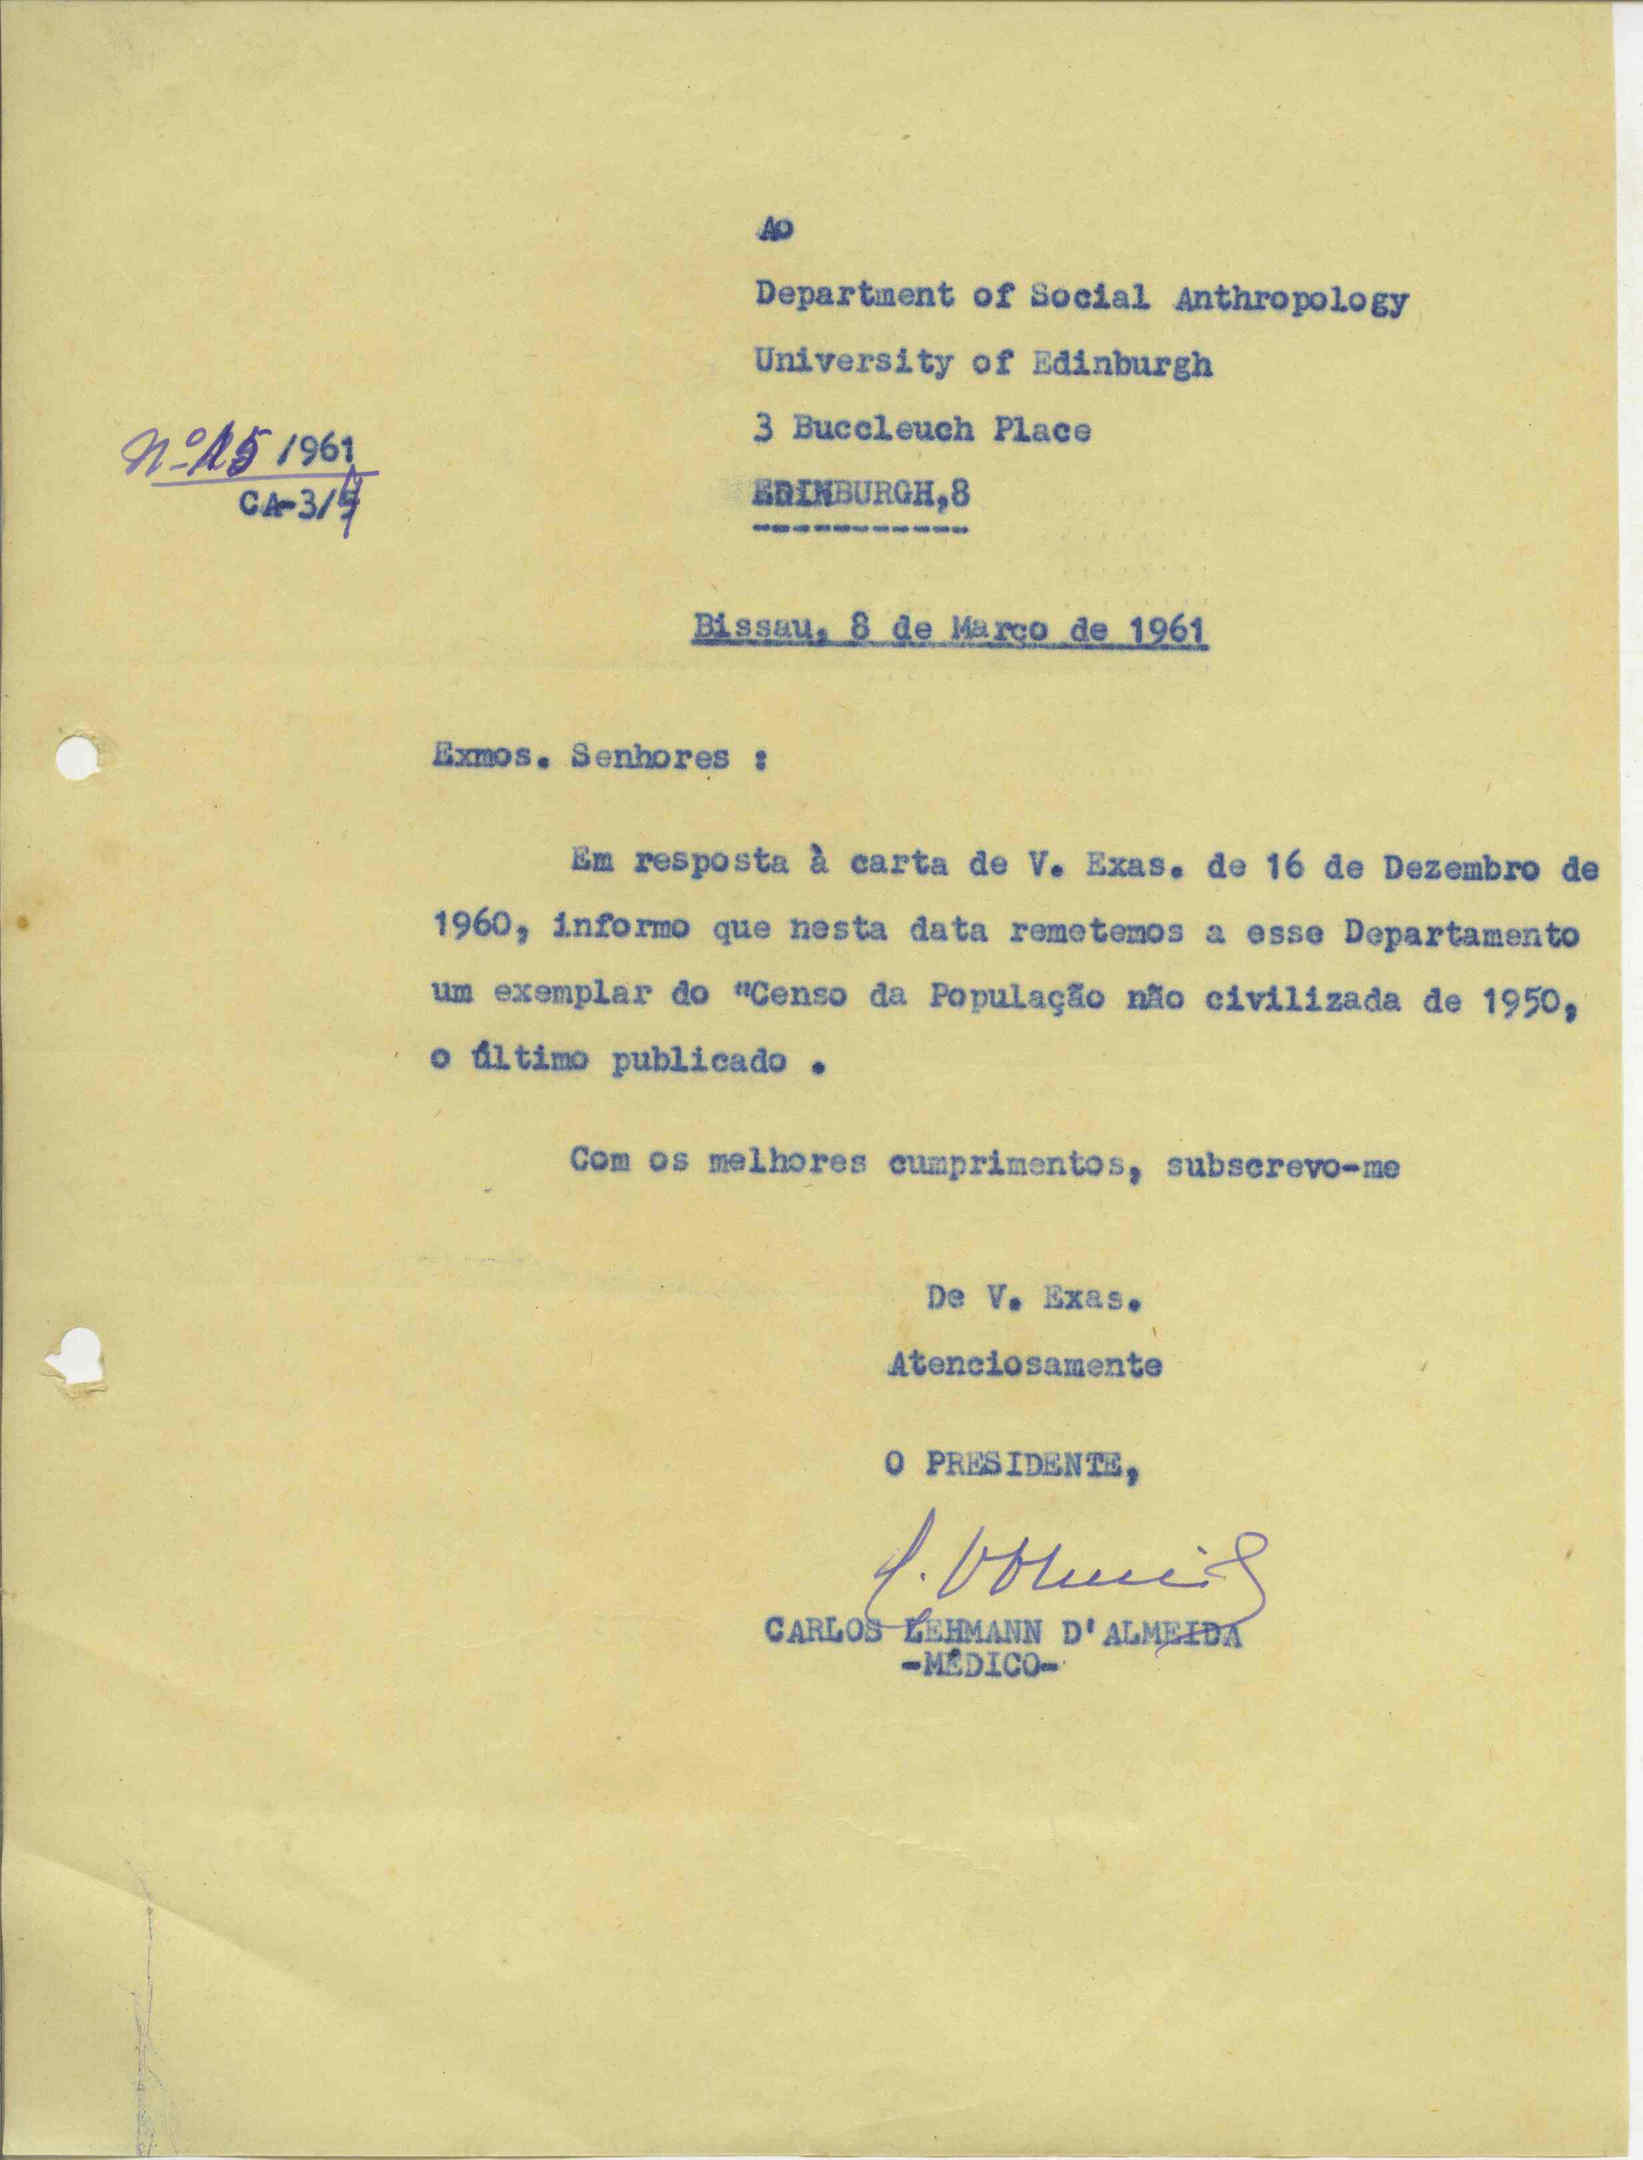 Ao
Department of Social Anthropology
University of Edinburgh
3 Buccleuch Place
EDINBURGH,8
------------
Nº 15 /961
CA-3/
Bissau, 8 de Março de 1961
Exmos. Senhores :
Em resposta à carta de V. Exas. de 16 de Dezembro de
1960, informo que nesta data remetemos a esse Departamento
um exemplar do "Censo da População não civilizada de 1950,
o último publicado .
Com os melhores cumprimentos, subscrevo-me
De V. Exas.
Atenciosamente
O PRESIDENTE,
CARLOS LEHMANN D'ALMEIDA
-MÉDICO-